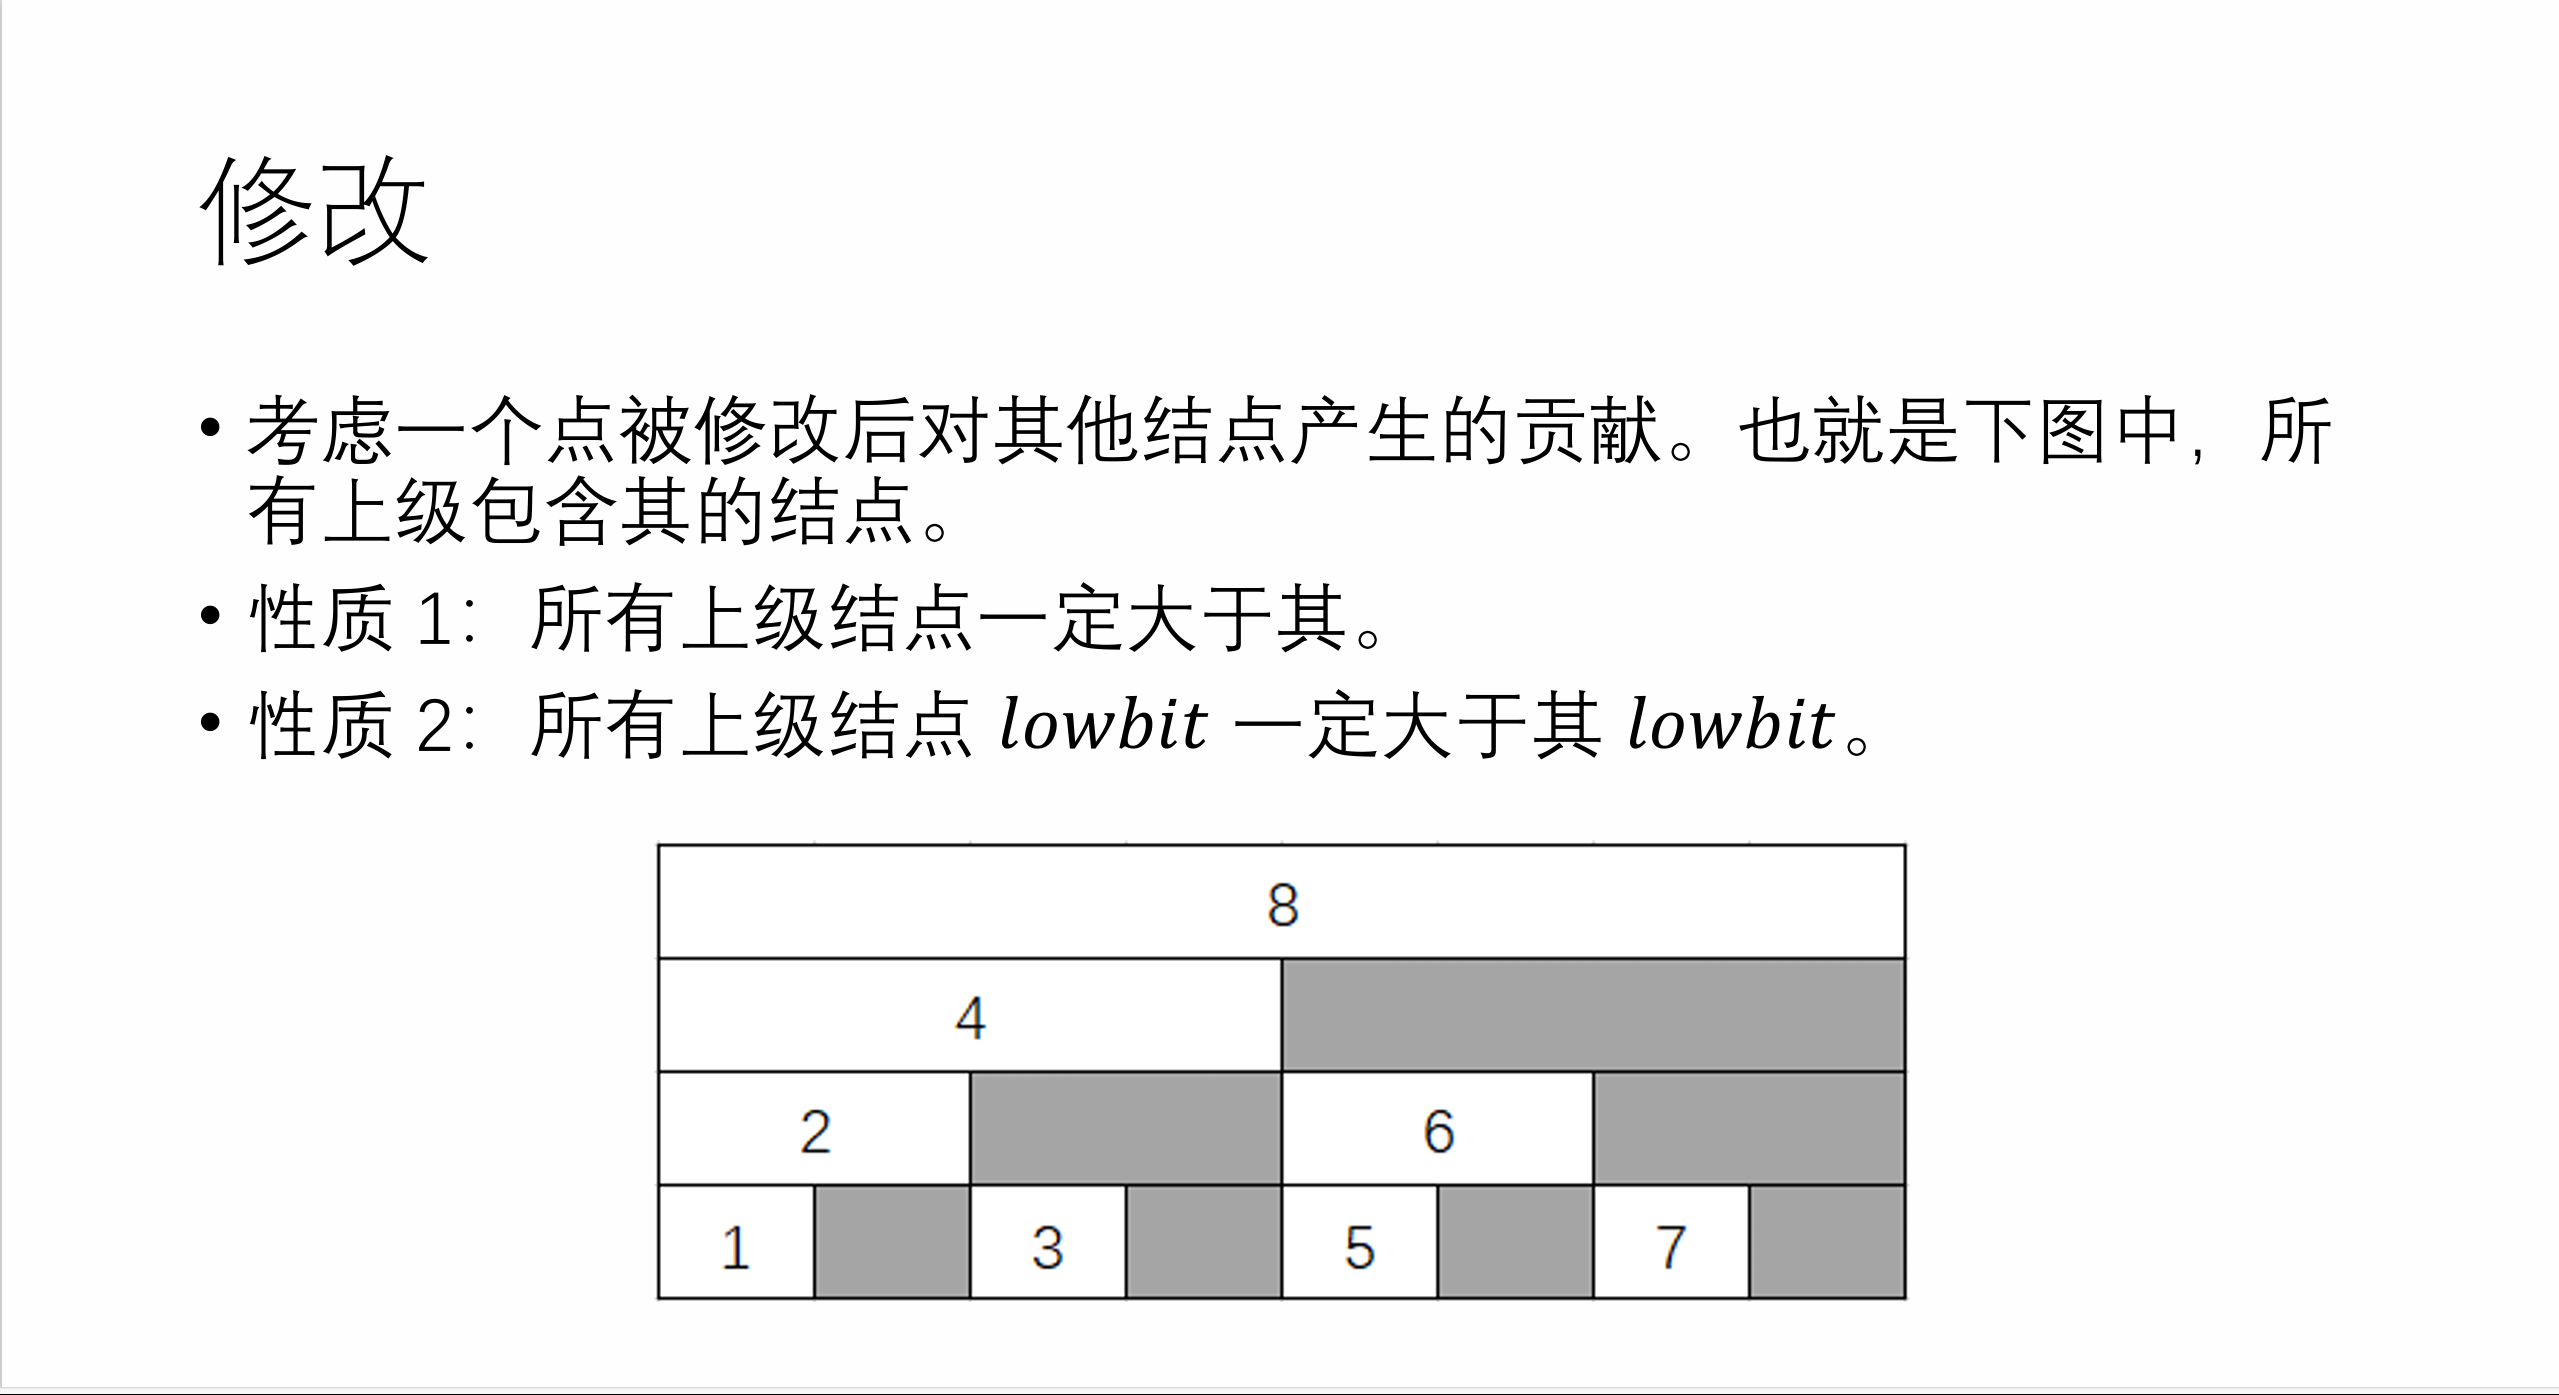 修改
• 考虑一个点被修改后对其他结点产生的贡献。也就是下图中，所
有上级包含其的结点。
• 性质 1：所有上级结点一定大于其。
• 性质 2：所有上级结点 lowbit 一定大于其 lowbit。
8
4
2 6
1 3 5 7